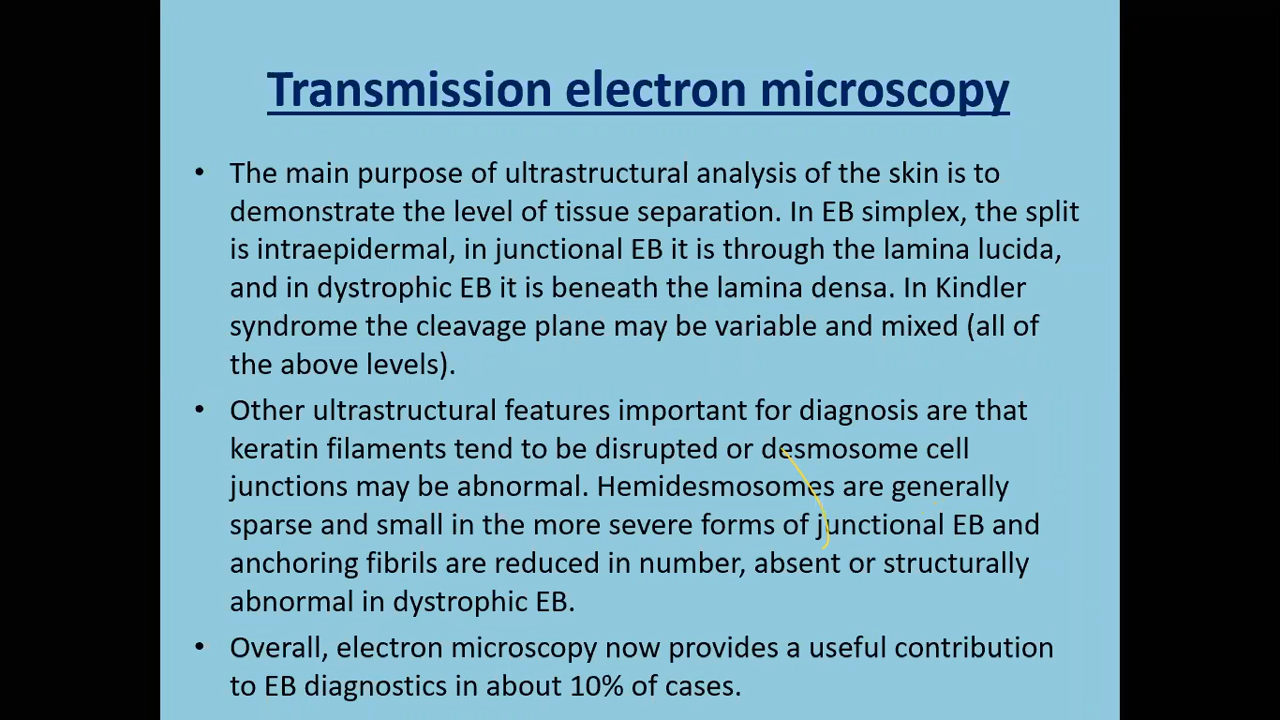 Transmission electron microscopy
• The main purpose of ultrastructural analysis of the skin is to
demonstrate the level of tissue separation. In EB simplex, the split
is intraepidermal, in junctional EB it is through the lamina lucida,
and in dystrophic EB it is beneath the lamina densa. In Kindler
syndrome the cleavage plane may be variable and mixed (all of
the above levels).
• Other ultrastructural features important for diagnosis are that
keratin filaments tend to be disrupted or desmosome cell
junctions may be abnormal. Hemidesmosomes are generally
sparse and small in the more severe forms of junctional EB and
anchoring fibrils are reduced in number, absent or structurally
abnormal in dystrophic EB.
• Overall, electron microscopy now provides a useful contribution
to EB diagnostics in about 10% of cases.